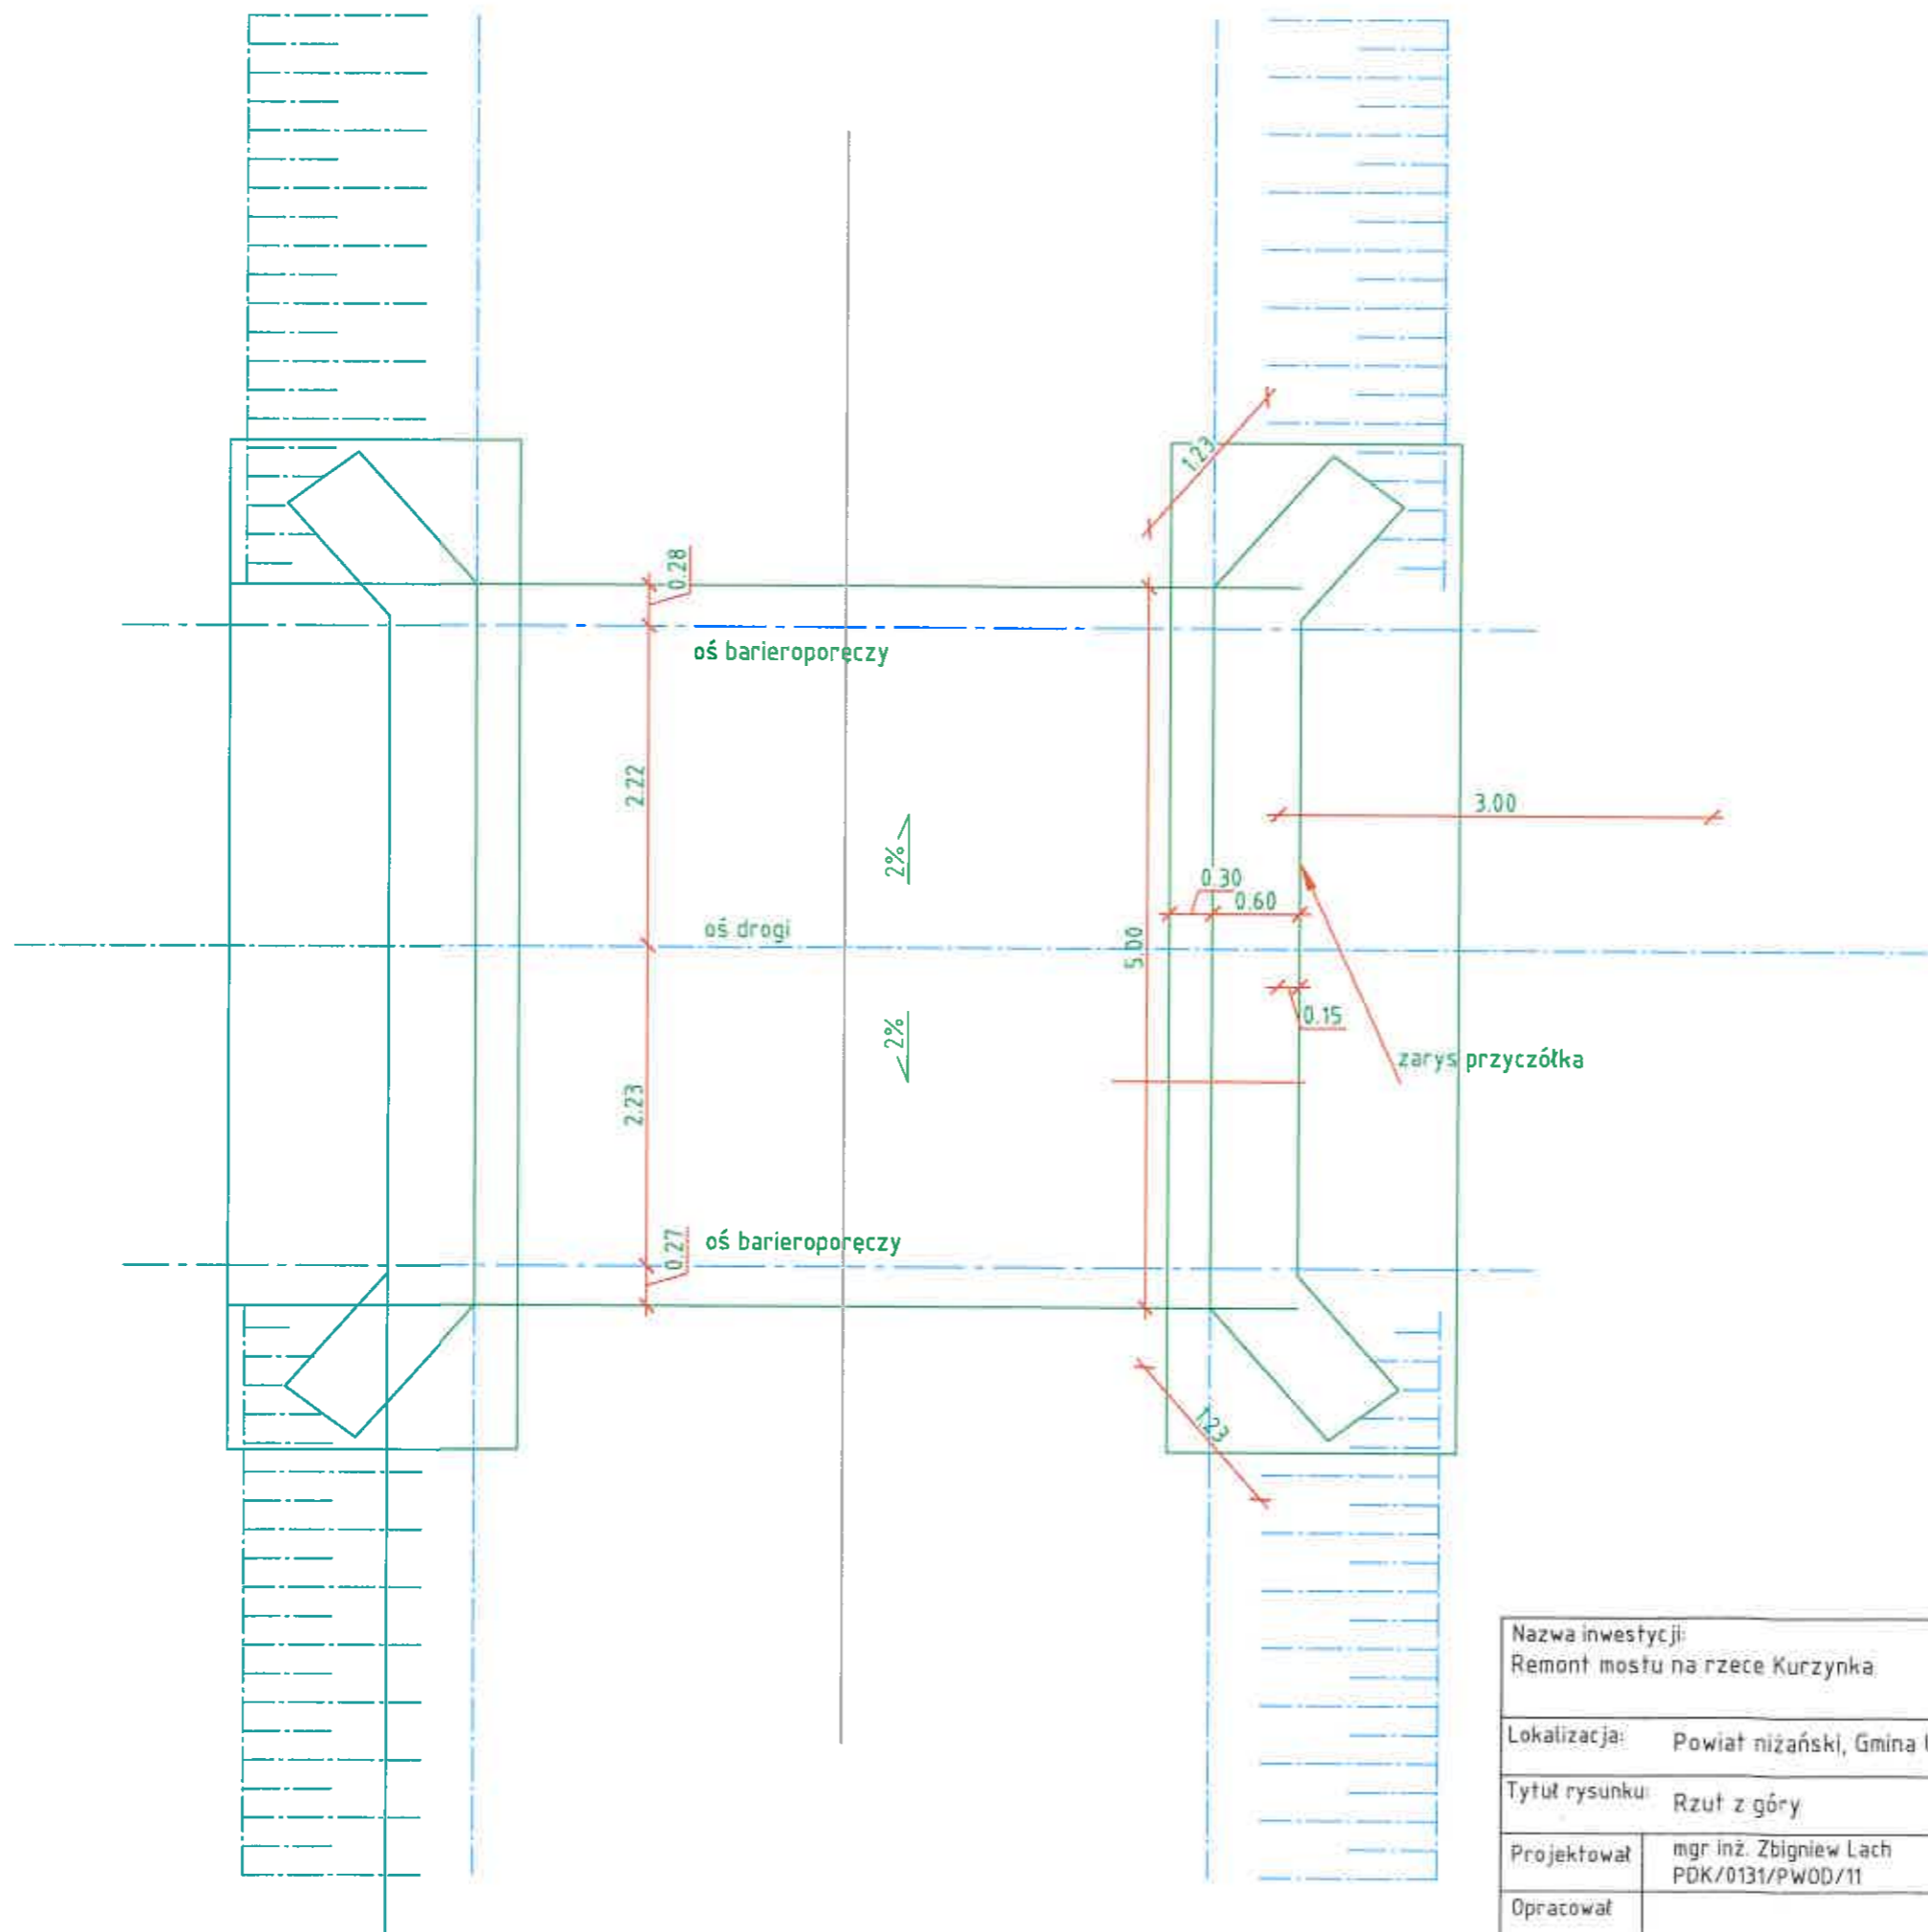 1.23
0.28
oś barieroporęczy
2.22
3.00
2%
0.30
0.60
oś drogi
5.00
0.15
2%
zarys przyczółka
2.23
0.27
oś barieroporęczy
1.23
Nazwa inwestycji:
Remont mostu na rzece Kurzynka
Lokalizacja: Powiat niżański, Gmina
Tytuł rysunku: Rzut z góry
Projektował mgr inż. Zbigniew Lach
PDK/0131/PWOD/11
Opracował